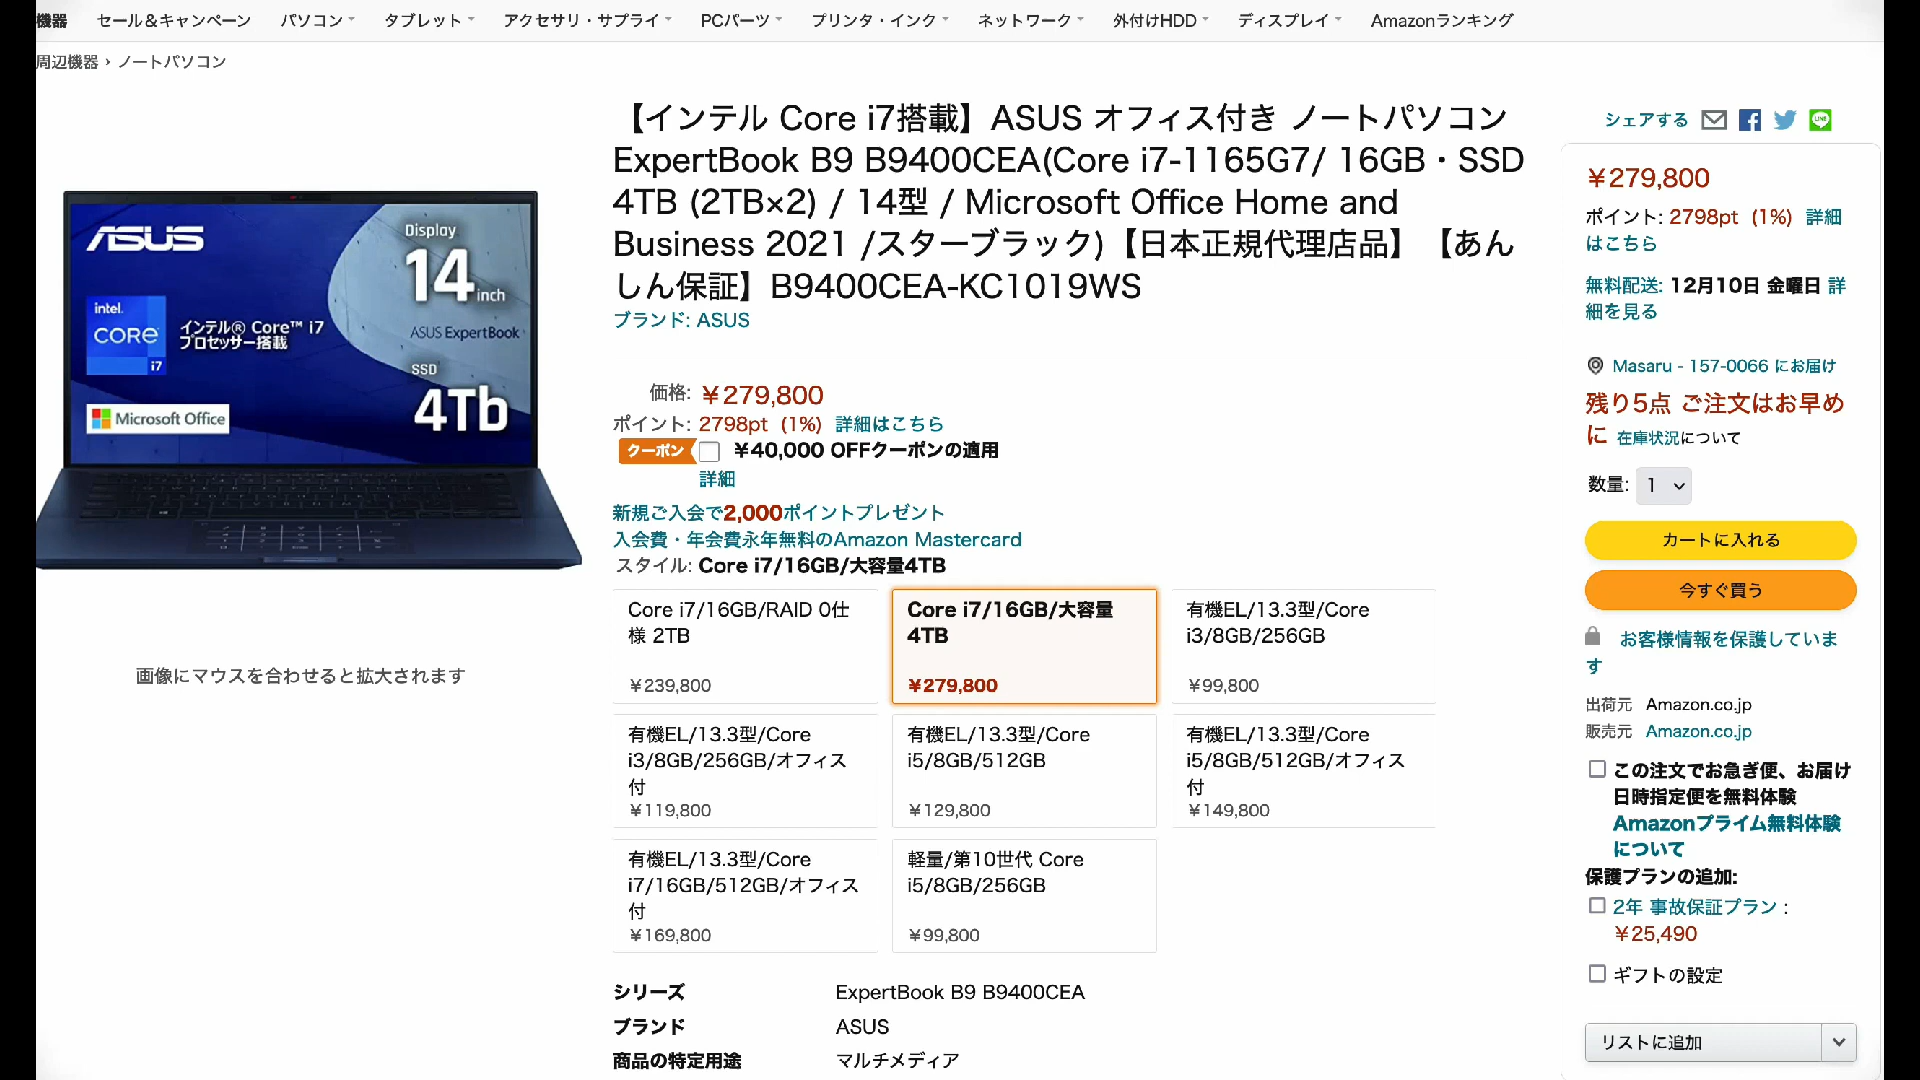 機器 セール＆キャンペーン パソコン タブレット アクセサリ・サプライ PCパーツ プリンタ・インク ネットワーク 外付けHDD ディスプレイ Amazonランキング
周辺機器 › ノートパソコン
【インテル Core i7搭載】ASUS オフィス付き ノートパソコン
ExpertBook B9 B9400CEA(Core i7-1165G7/ 16GB・SSD
4TB (2TB×2) / 14型 / Microsoft Office Home and
Business 2021 /スターブラック)【日本正規代理店品】【あん
しん保証】B9400CEA-KC1019WS
ブランド: ASUS
ASUS
Display
14 inch
intel.
CORE
i7
インテル® Core™ i7
プロセッサー搭載
ASUS ExpertBook
SSD
4Tb
Microsoft Office
画像にマウスを合わせると拡大されます
価格: ￥279,800
ポイント: 2798pt (1%) 詳細はこちら
クーポン ￥40,000 OFFクーポンの適用
詳細
新規ご入会で2,000ポイントプレゼント
入会費・年会費永年無料のAmazon Mastercard
スタイル: Core i7/16GB/大容量4TB
Core i7/16GB/RAID 0仕
様 2TB
￥239,800
Core i7/16GB/大容量
4TB
￥279,800
有機EL/13.3型/Core
i3/8GB/256GB
￥99,800
有機EL/13.3型/Core
i3/8GB/256GB/オフィス
付
￥119,800
有機EL/13.3型/Core
i5/8GB/512GB
￥129,800
有機EL/13.3型/Core
i5/8GB/512GB/オフィス
付
￥149,800
有機EL/13.3型/Core
i7/16GB/512GB/オフィス
付
￥169,800
軽量/第10世代 Core
i5/8GB/256GB
￥99,800
シリーズ ExpertBook B9 B9400CEA
ブランド ASUS
商品の特定用途 マルチメディア
シェアする LINE
￥279,800
ポイント: 2798pt (1%) 詳細
はこちら
無料配送: 12月10日 金曜日 詳
細を見る
Masaru - 157-0066 にお届け
残り5点 ご注文はお早め
に 在庫状況について
数量: 1
カートに入れる
今すぐ買う
お客様情報を保護していま
す
出荷元 Amazon.co.jp
販売元 Amazon.co.jp
この注文でお急ぎ便、お届け
日時指定便を無料体験
Amazonプライム無料体験
について
保護プランの追加:
2年 事故保証プラン :
￥25,490
ギフトの設定
リストに追加